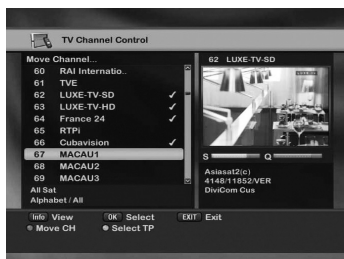 TV Channel Control
Move Channel...
60 RAI Internatio..
61 TVE
62 LUXE-TV-SD ✓
63 LUXE-TV-HD ✓
64 France 24 ✓
65 RTPi
66 Cubavision ✓
67 MACAU1
68 MACAU2
69 MACAU3
All Sat
Alphabet / All
62 LUXE-TV-SD
S Q
Asiasat2(c)
4148/11852/VER
DiviCom Cus
Info View OK Select EXIT Exit
Move CH Select TP